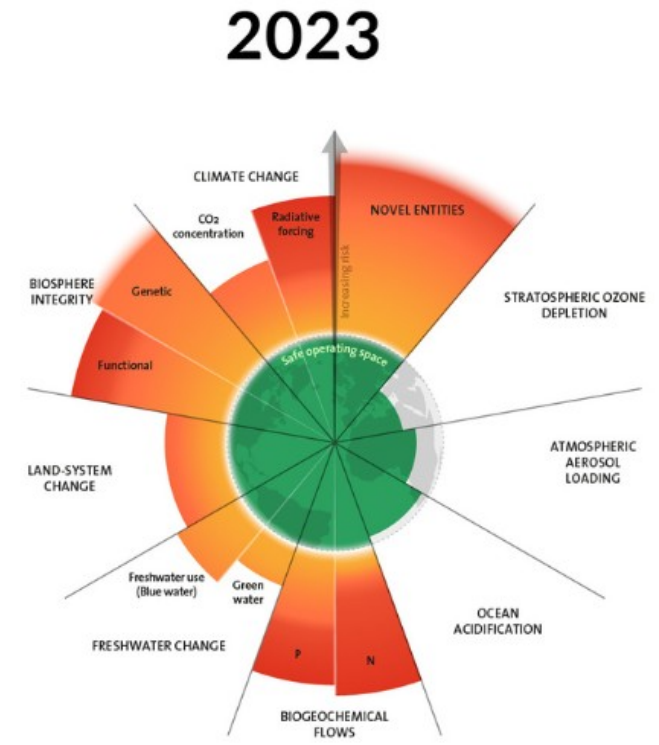 2023
CLIMATE CHANGE
CO₂
concentration
Radiative
forcing
Increasing risk
NOVEL ENTITIES
STRATOSPHERIC OZONE
DEPLETION
ATMOSPHERIC
AEROSOL
LOADING
OCEAN
ACIDIFICATION
BIOGEOCHEMICAL
FLOWS
P
N
FRESHWATER CHANGE
Green
water
Freshwater use
(Blue water)
LAND-SYSTEM
CHANGE
BIOSPHERE
INTEGRITY
Functional
Genetic
Safe operating space